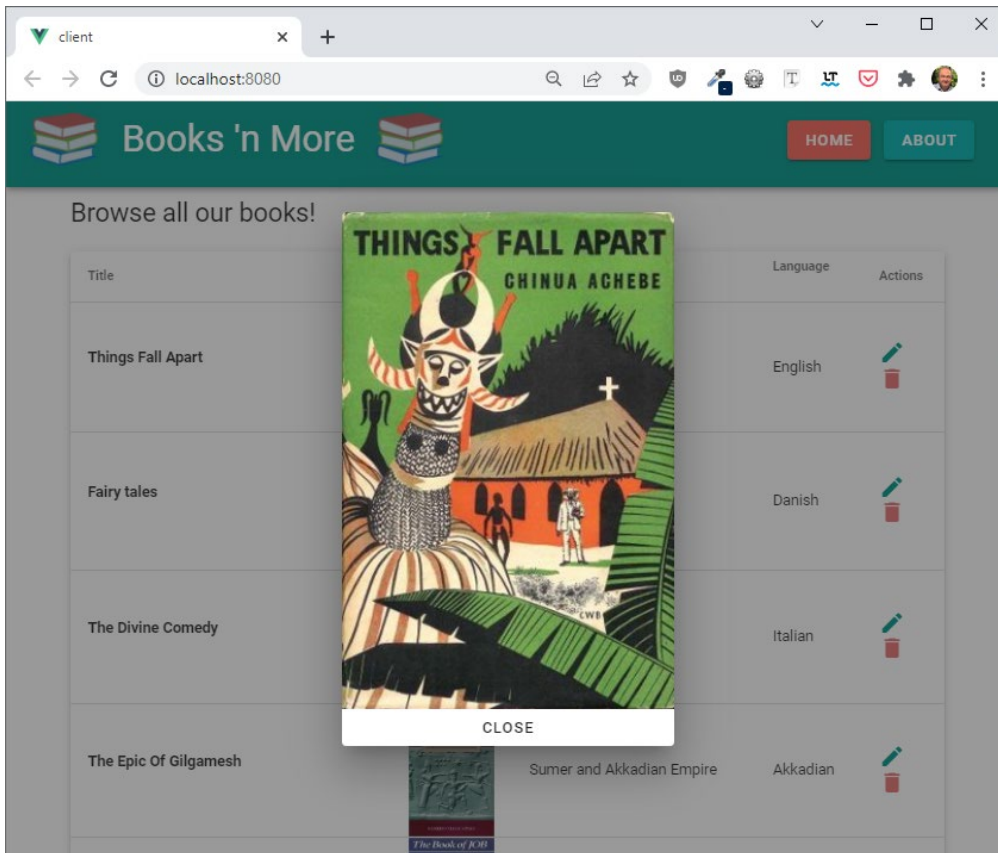 client
localhost:8080
Books 'n More
HOME
ABOUT
Browse all our books!
Title
Language
Actions
THINGS FALL APART
CHINUA ACHEBE
Things Fall Apart
English
Fairy tales
Danish
The Divine Comedy
Italian
CWB
CLOSE
The Epic Of Gilgamesh
Sumer and Akkadian Empire
Akkadian
The Book of JOB